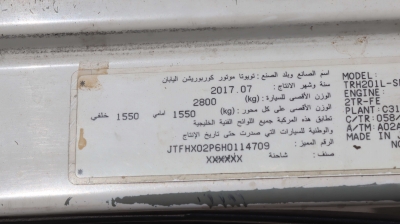 اسم الصانع وبلد الصنع : تويوتا موتور كوربوريشن اليابان
سنة وشهر الانتاج : 2017.07
الوزن الأقصى للسيارة : (kg) 2800
الوزن الأقصى على كل محور : (kg) 1550 امامي 1550 خلفي
تطابق هذه المركبة جميع اللوائح الفنية الخليجية
والوطنية للسيارات التي صدرت حتى تاريخ الإنتاج
الرقم المميز : JTFHX02P6H0114709
صنف : شاحنة
XXXXXX
MODEL:
TRH201L-S
ENGINE:
2TR-FE
PLANT: C31
C/TR: 058/
A/TM: A02A
MADE IN J
NO